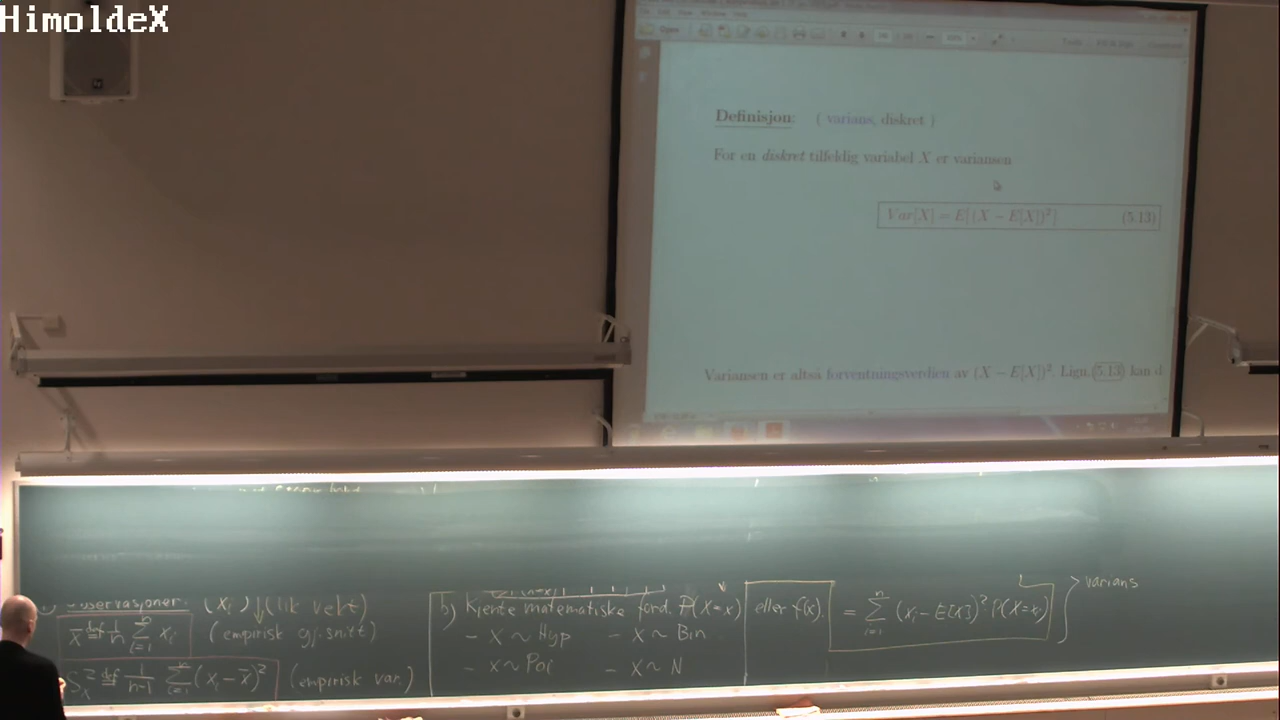 HimoldeX
Open
Definisjon: ( varians, diskret )
For en diskret tilfeldig variabel X er variansen
Var[X] = E[(X − E[X])²] (5.13)
Variansen er altså forventningsverdien av (X − E[X])². Lign.(5.13) kan d
observasjoner: (xᵢ) ↓ (lik vekt)
x̄ def= 1/n Σᵢ₌₁ⁿ xᵢ (empirisk gj.snitt)
Sₓ² def= 1/(n-1) Σᵢ₌₁ⁿ (xᵢ − x̄)² (empirisk var.)
b) Kjente matematiske ford. P(X=x) eller f(x).
- X ~ Hyp - X ~ Bin
- X ~ Poi - X ~ N
= Σᵢ₌₁ⁿ (xᵢ − E[X])² P(X=xᵢ)
varians